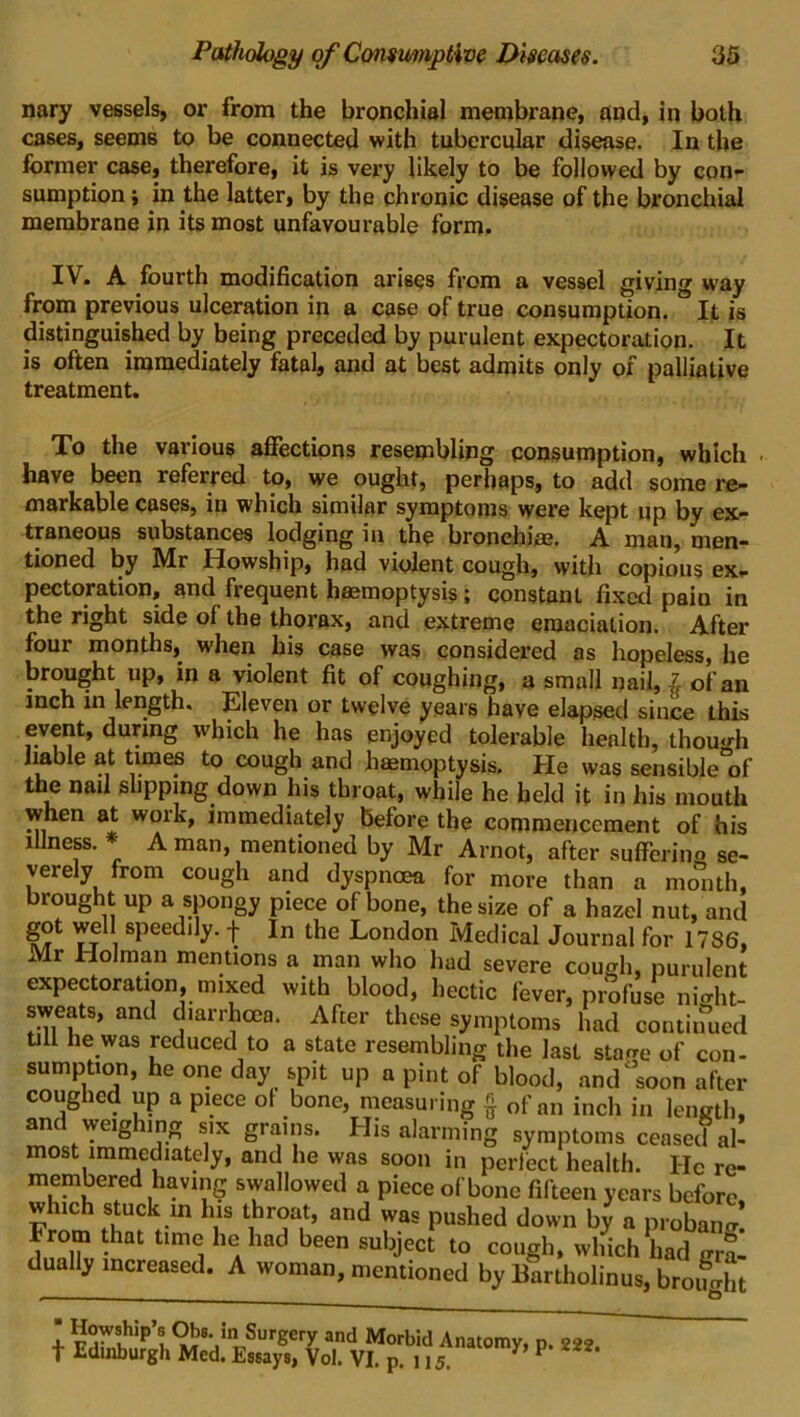 Pathology of Consumptive Diseases. 35
nary vessels, or from the bronchial membrane, and, in both
cases, seems to be connected with tubercular disease. In the
former case, therefore, it is very likely to be followed by con-
sumption; in the latter, by the chronic disease of the bronchial
membrane in its most unfavourable form.
IV. A fourth modification arises from a vessel giving way
from previous ulceration in a case of true consumption. It is
distinguished by being preceded by purulent expectoration. It
is often immediately fatal, and at best admits only of palliative
treatment.
To the various affections resembling consumption, which
have been referred to, we ought, perhaps, to add some re-
markable cases, in which similar symptoms were kept up by ex-
traneous substances lodging in the bronchiæ. A man, men-
tioned by Mr Howship, had violent cough, with copious ex-
pectoration, and frequent hæmoptysis; constant fixed pain in
the right side of the thorax, and extreme emaciation. After
four months, when his case was considered as hopeless, he
brought up, in a violent fit of coughing, a small nail, ⅞ of an
inch in length. Eleven or twelve years have elapsed since this
event, during which he has enjoyed tolerable health, though
liable at times to cough and hæmoptysis. He was sensible of
the nail slipping down his throat, while he held it in his mouth
when at work, immediately before the commencement of his
illness. * A man, mentioned by Mr Arnot, after suffering se-
verely from cough and dyspnœa for more than a month,
brought up a spongy piece of bone, the size of a hazel nut, and
got well speedily. † In the London Medical Journal for 1786,
Mr Holman mentions a man who had severe cough, purulent
expectoration, mixed with blood, hectic fever, profuse night-
sweats, and diarrhœa. After these symptoms had continued
till he was reduced to a state resembling the last stage of con-
sumption, he one day spit up a pint of blood, and soon after
coughed up a piece of bone, measuring of an inch in length,
and weighing six grains. His alarming symptoms ceased al-
most immediately, and he was soon in perfect health. He re-
membered having swallowed a piece of bone fifteen years before,
which stuck in his throat, and was pushed down by a probang.
From that time he had been subject to cough, which had gra-
dually increased. A woman, mentioned by Bartholinus, brought
* Howship's Obs. in Surgery and Morbid Anatomy, p. 222.
† Edinburgh Med. Essays, Vol. VI. p. 115.